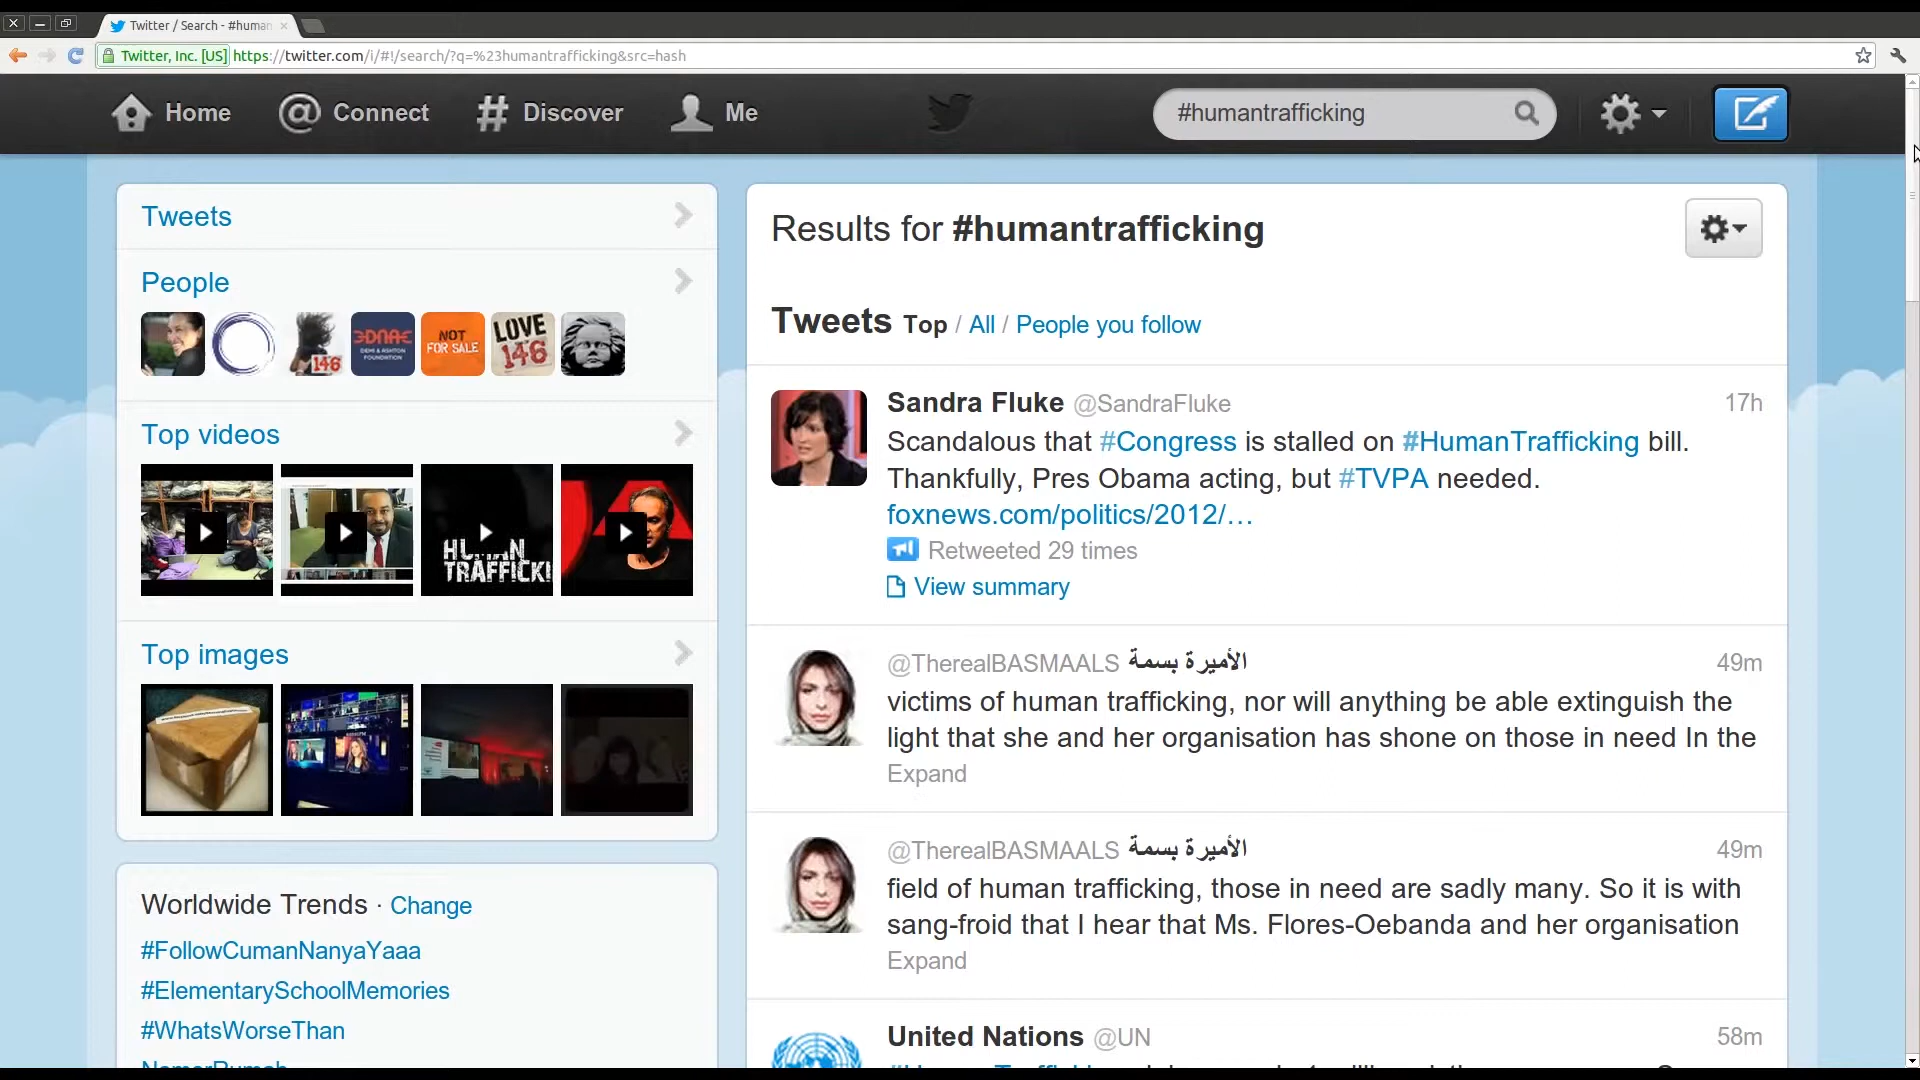 Twitter / Search - #human
Twitter, Inc. [US] https://twitter.com/i/#!/search/?q=%23humantrafficking&src=hash
Home Connect Discover Me #humantrafficking
Tweets
People
146
DNA
DEMI & ASHTON
FOUNDATION
NOT
FOR SALE
LOVE
146
Top videos
HUMAN
TRAFFICKI
Top images
Worldwide Trends · Change
#FollowCumanNanyaYaaa
#ElementarySchoolMemories
#WhatsWorseThan
Results for #humantrafficking
Tweets Top / All / People you follow
Sandra Fluke @SandraFluke 17h
Scandalous that #Congress is stalled on #HumanTrafficking bill.
Thankfully, Pres Obama acting, but #TVPA needed.
foxnews.com/politics/2012/…
Retweeted 29 times
View summary
@TherealBASMAALS الأميرة بسمة 49m
victims of human trafficking, nor will anything be able extinguish the
light that she and her organisation has shone on those in need In the
Expand
@TherealBASMAALS الأميرة بسمة 49m
field of human trafficking, those in need are sadly many. So it is with
sang-froid that I hear that Ms. Flores-Oebanda and her organisation
Expand
United Nations @UN 58m